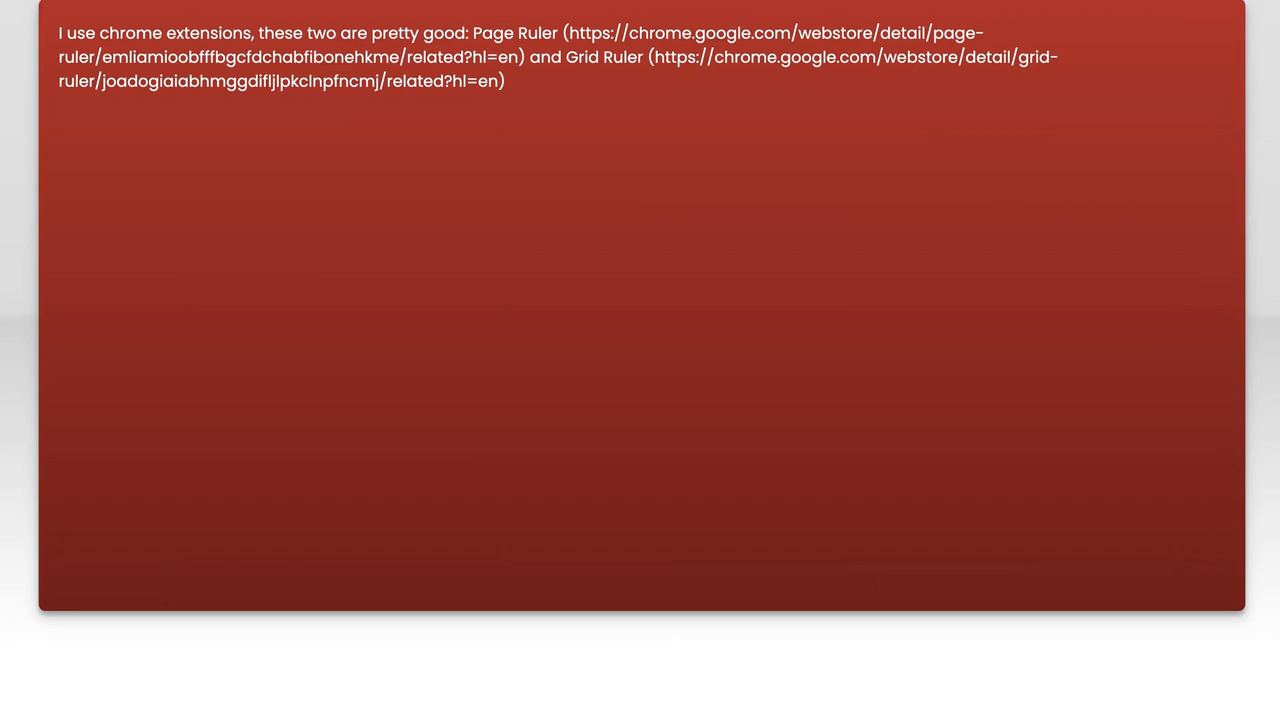 I use chrome extensions, these two are pretty good: Page Ruler (https://chrome.google.com/webstore/detail/page-
ruler/emliamioobfffbgcfdchabfibonehkme/related?hl=en) and Grid Ruler (https://chrome.google.com/webstore/detail/grid-
ruler/joadogiaiabhmggdifljlpkclnpfncmj/related?hl=en)